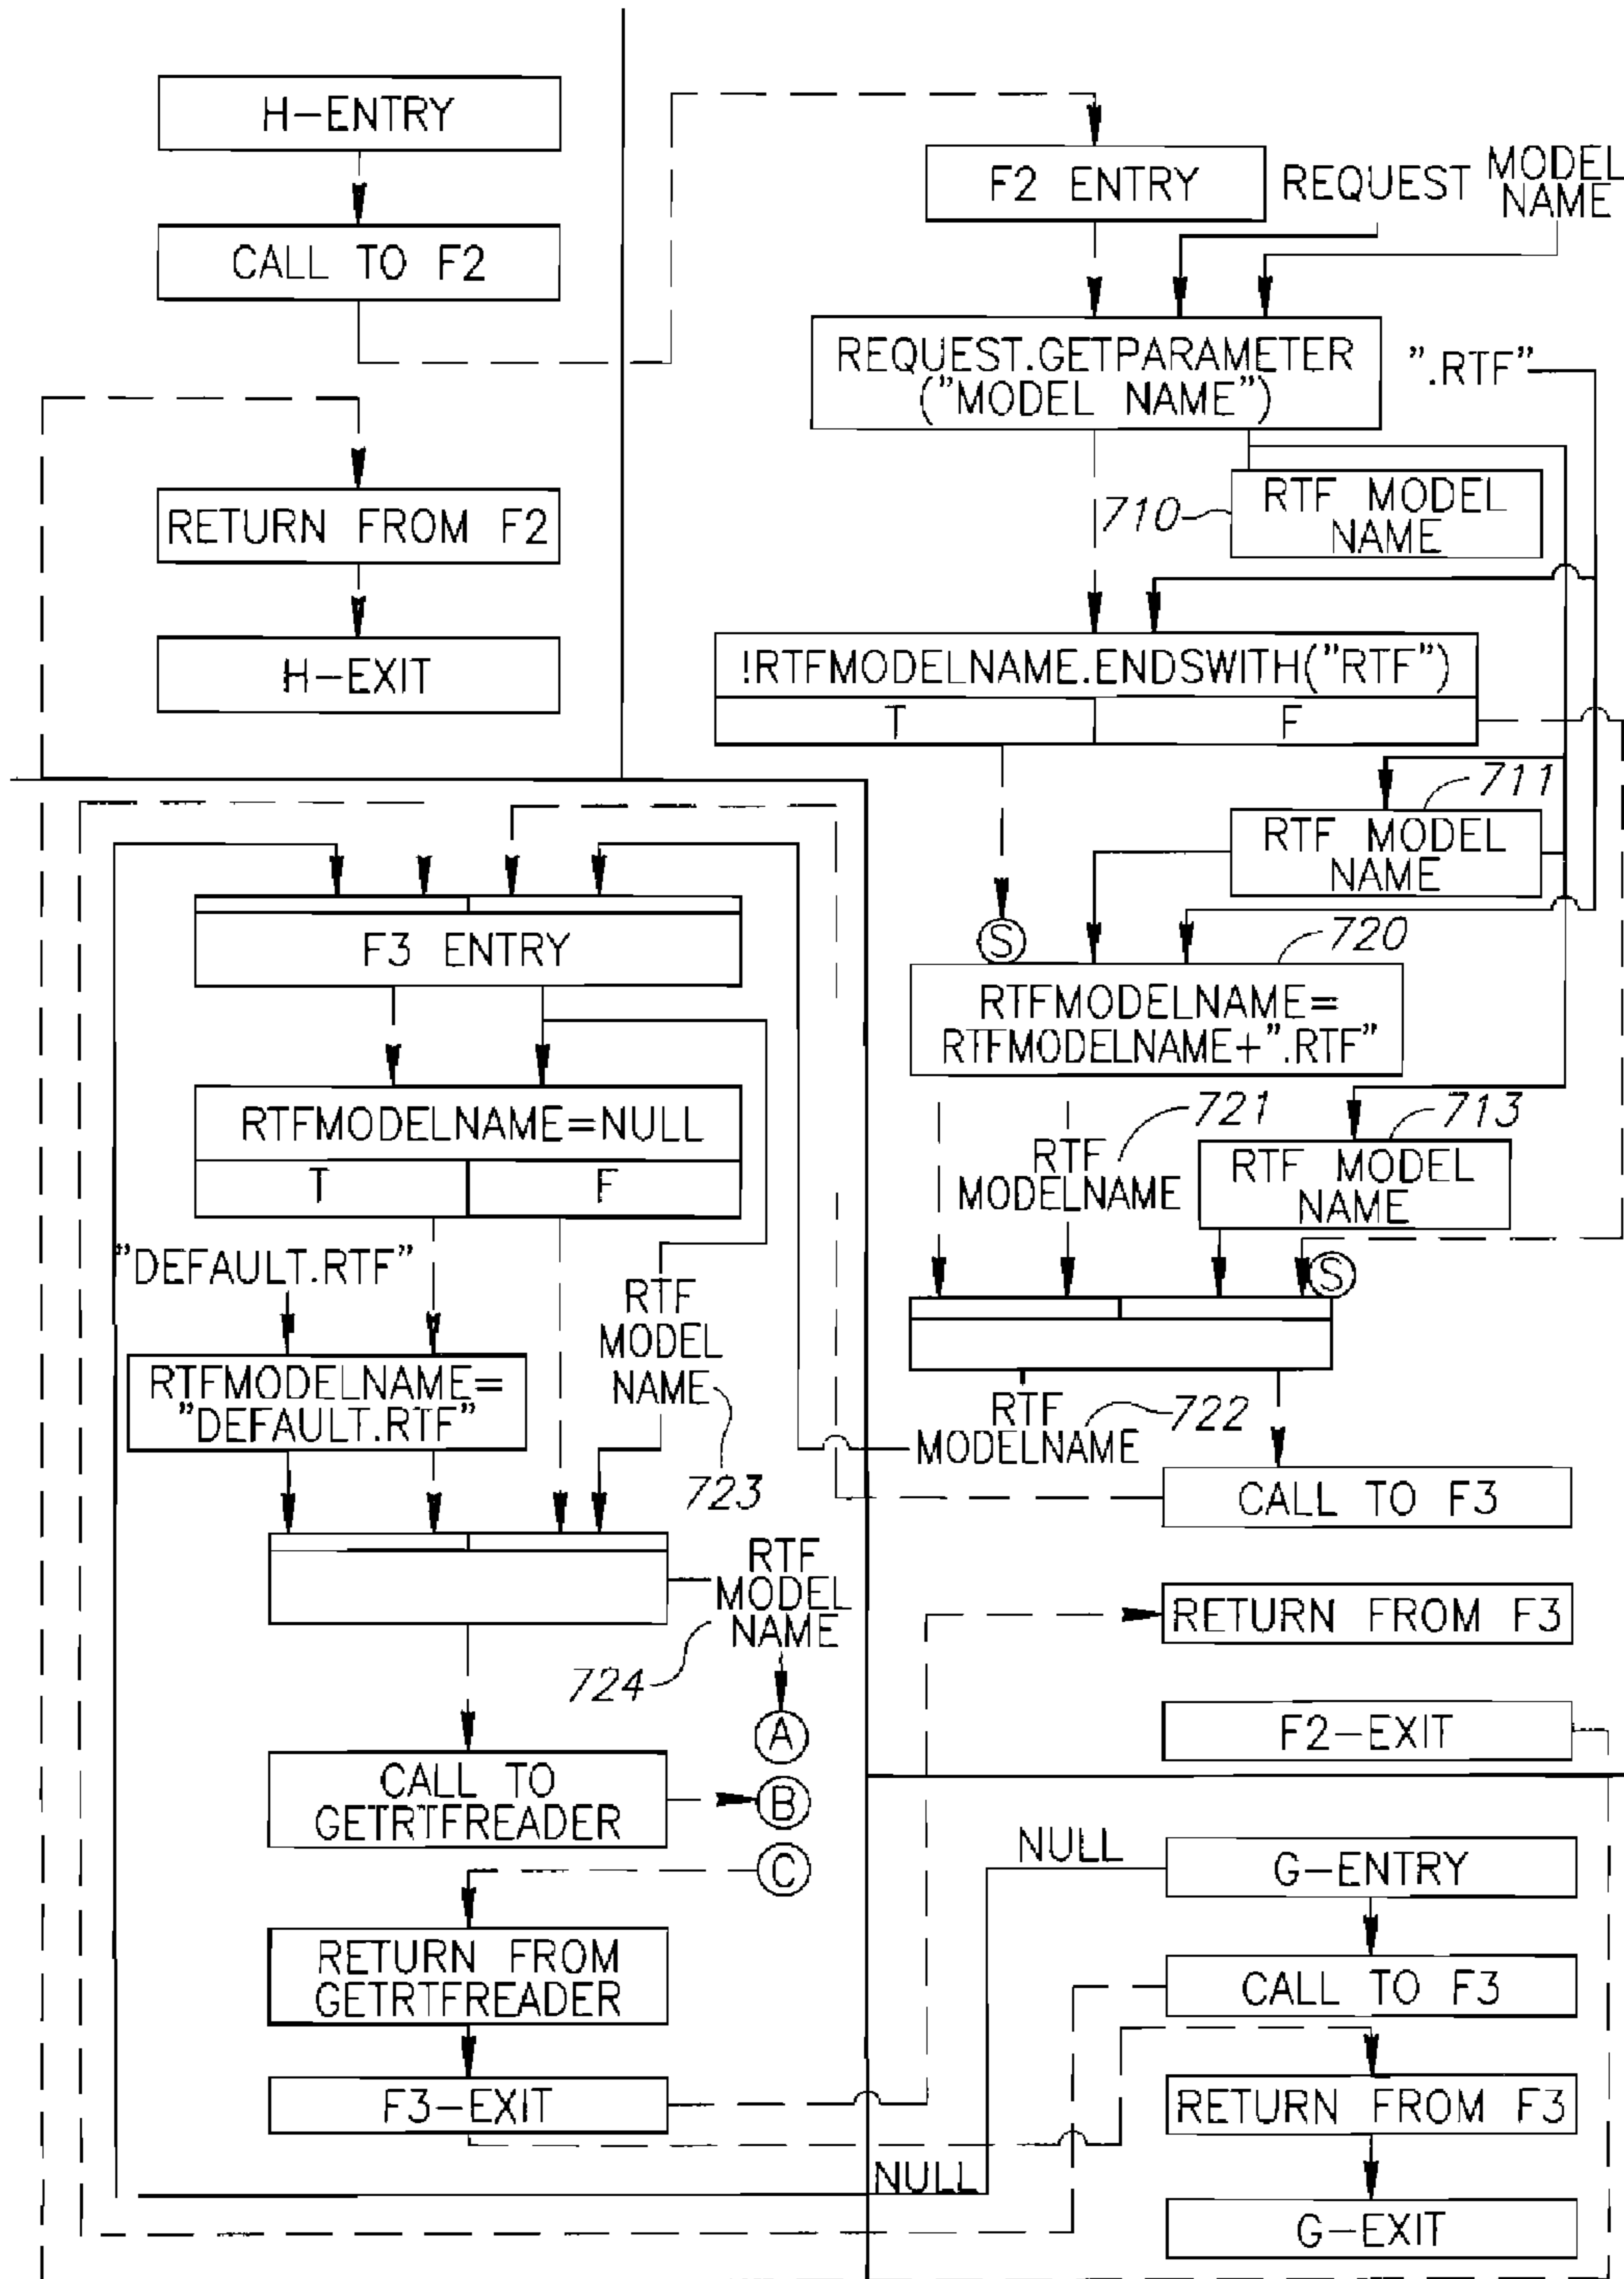 H-ENTRY
CALL TO F2
RETURN FROM F2
H-EXIT
F2 ENTRY
REQUEST
MODEL
NAME
REQUEST.GETPARAMETER
("MODEL NAME")
".RTF"
710
RTF MODEL
NAME
!RTFMODELNAME.ENDSWITH("RTF")
T
F
711
RTF MODEL
NAME
S
720
RTFMODELNAME=
RTFMODELNAME+".RTF"
721
RTF
MODELNAME
713
RTF MODEL
NAME
S
RTF
MODELNAME
722
CALL TO F3
RETURN FROM F3
F2-EXIT
F3 ENTRY
RTFMODELNAME=NULL
T
F
"DEFAULT.RTF"
RTFMODELNAME=
"DEFAULT.RTF"
RTF
MODEL
NAME
723
RTF
MODEL
NAME
724
A
CALL TO
GETRTFREADER
B
C
RETURN FROM
GETRTFREADER
F3-EXIT
NULL
G-ENTRY
CALL TO F3
RETURN FROM F3
NULL
G-EXIT